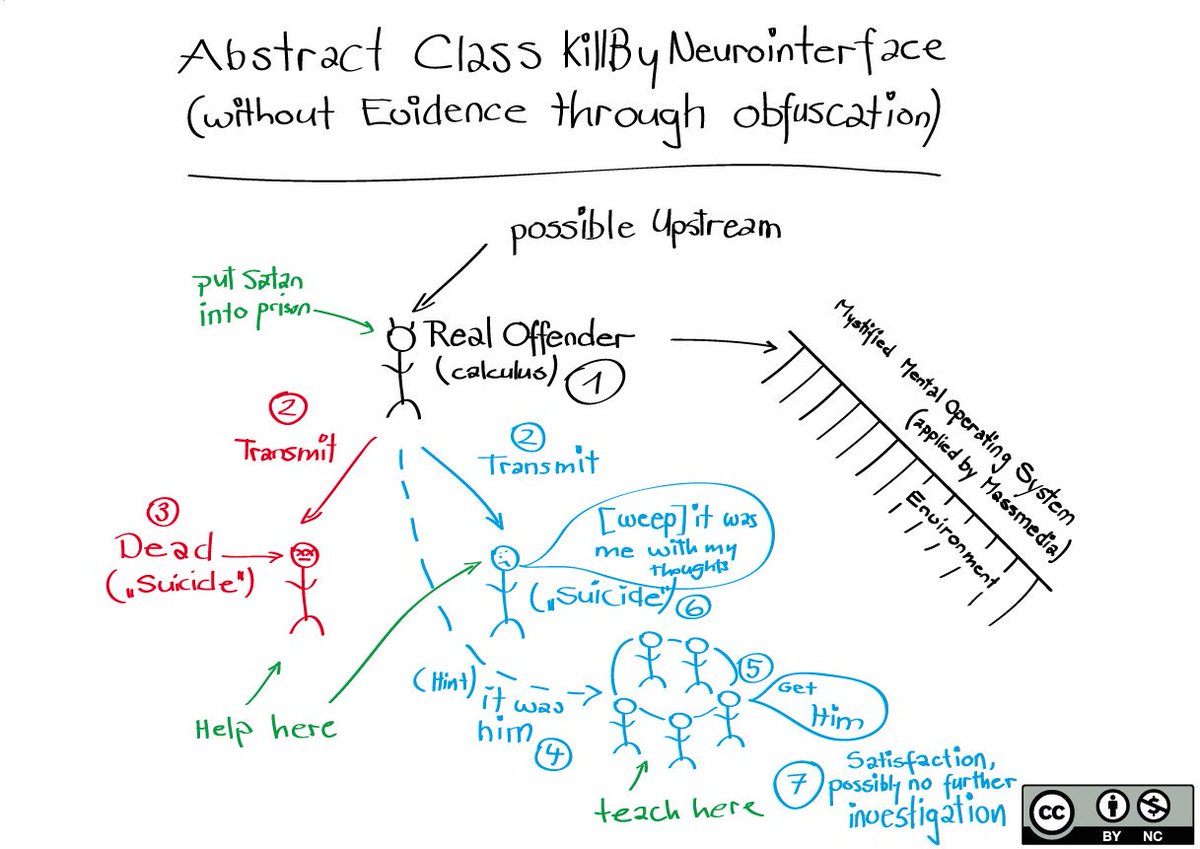 Abstract Class KillByNeurointerface
(without Evidence through obfuscation)
possible Upstream
put Satan
into prison
Real Offender
(calculus) 1
Mystified Mental Operating System
(applied by Massmedia)
Environment
2
Transmit
2
Transmit
3
Dead
("Suicide")
[weep] it was
me with my
thoughts
("Suicide") 6
Help here
(Hint) it was
him 4
5
Get
Him
teach here
7 Satisfaction,
possibly no further
investigation
cc
BY NC